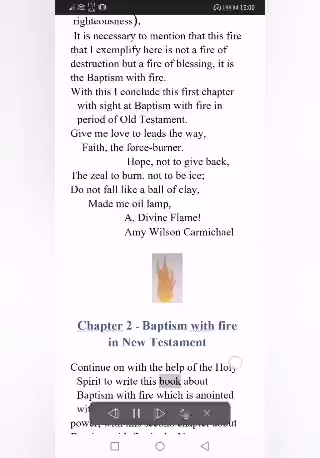 15:00
righteousness),
It is necessary to mention that this fire
that I exemplify here is not a fire of
destruction but a fire of blessing, it is
the Baptism with fire.
With this I conclude this first chapter
with sight at Baptism with fire in
period of Old Testament.
Give me love to leads the way,
Faith, the force-burner.
Hope, not to give back,
The zeal to burn, not to be ice;
Do not fall like a ball of clay,
Made me oil lamp,
A, Divine Flame!
Amy Wilson Carmichael
Chapter 2 - Baptism with fire
in New Testament
Continue on with the help of the Holy
Spirit to write this book about
Baptism with fire which is anointed